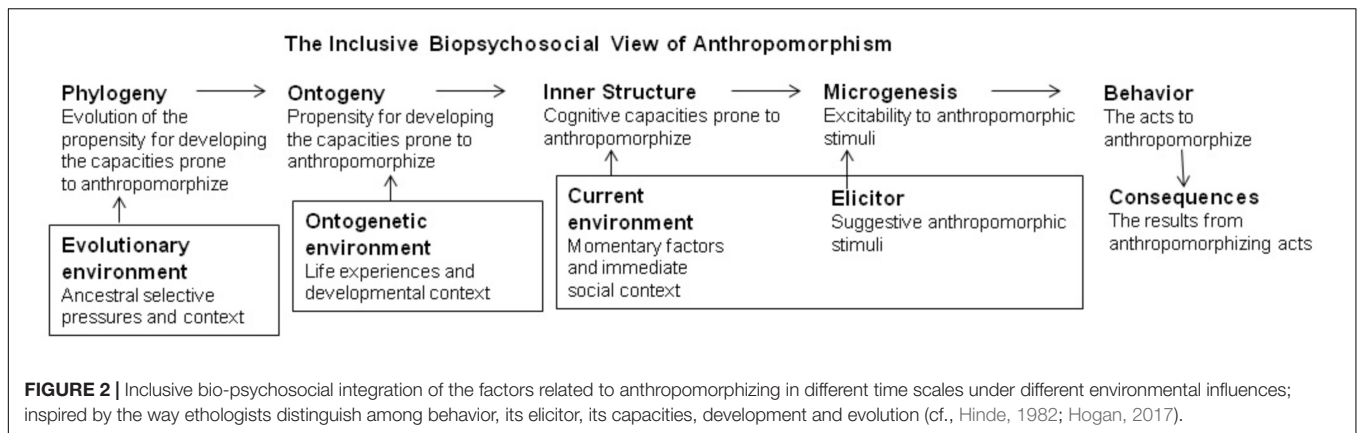 The Inclusive Biopsychosocial View of Anthropomorphism
Phylogeny
Evolution of the
propensity for developing
the capacities prone
to anthropomorphize
Evolutionary
environment
Ancestral selective
pressures and context
Ontogeny
Propensity for developing
the capacities prone to
anthropomorphize
Ontogenetic
environment
Life experiences and
developmental context
Inner Structure
Cognitive capacities prone to
anthropomorphize
Current
environment
Momentary factors
and immediate
social context
Microgenesis
Excitability to anthropomorphic
stimuli
Elicitor
Suggestive anthropomorphic
stimuli
Behavior
The acts to
anthropomorphize
Consequences
The results from
anthropomorphizing acts
FIGURE 2 | Inclusive bio-psychosocial integration of the factors related to anthropomorphizing in different time scales under different environmental influences;
inspired by the way ethologists distinguish among behavior, its elicitor, its capacities, development and evolution (cf., Hinde, 1982; Hogan, 2017).